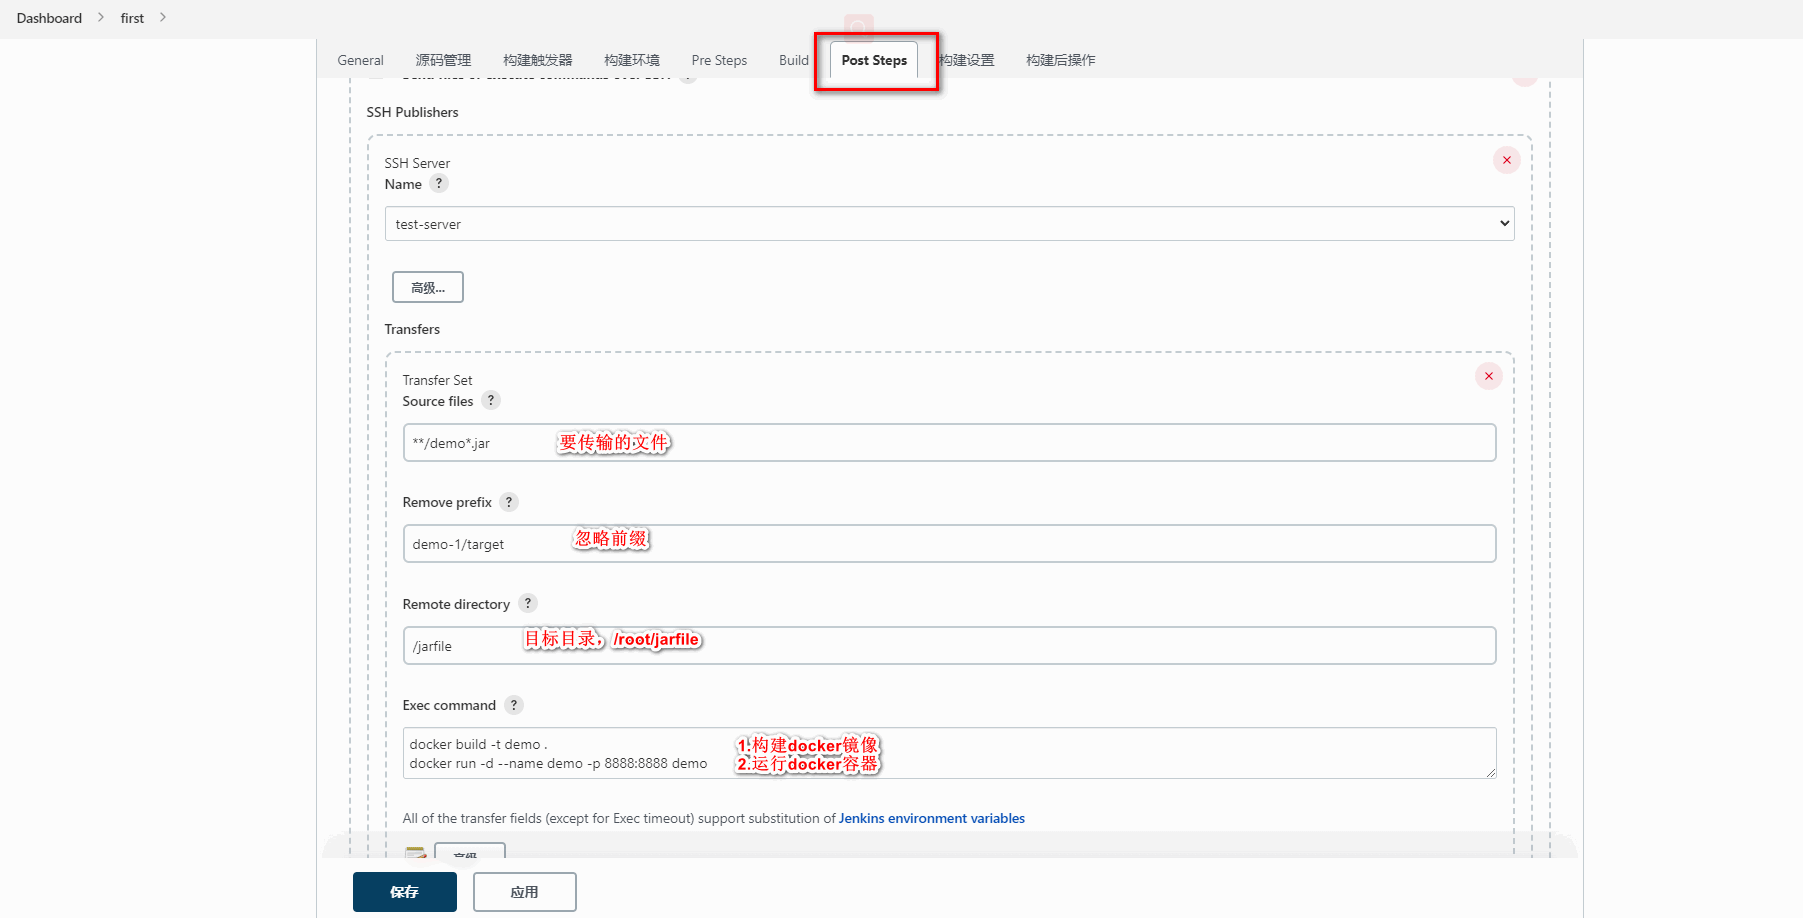 Dashboard > first >
General 源码管理 构建触发器 构建环境 Pre Steps Build Post Steps 构建设置 构建后操作
SSH Publishers
SSH Server
Name ?
test-server
高级...
Transfers
Transfer Set
Source files ?
**/demo*.jar 要传输的文件
Remove prefix ?
demo-1/target 忽略前缀
Remote directory ?
/jarfile 目标目录，/root/jarfile
Exec command ?
docker build -t demo . 1.构建docker镜像
docker run -d --name demo -p 8888:8888 demo 2.运行docker容器
All of the transfer fields (except for Exec timeout) support substitution of Jenkins environment variables
高级...
保存 应用